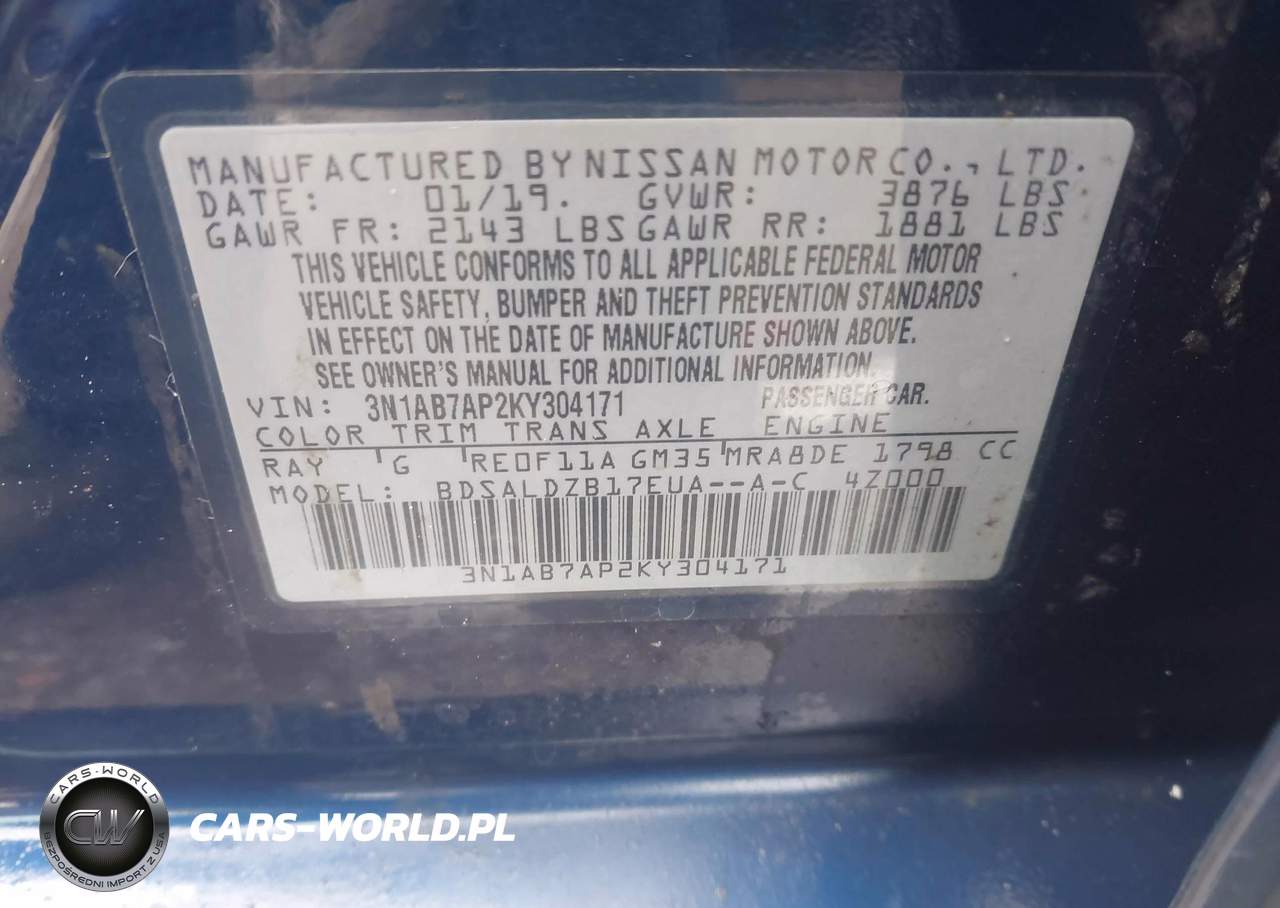 MANUFACTURED BY NISSAN MOTOR CO., LTD.
DATE: 01/19. GVWR: 3876 LBS
GAWR FR: 2143 LBS GAWR RR: 1881 LBS
THIS VEHICLE CONFORMS TO ALL APPLICABLE FEDERAL MOTOR
VEHICLE SAFETY, BUMPER AND THEFT PREVENTION STANDARDS
IN EFFECT ON THE DATE OF MANUFACTURE SHOWN ABOVE.
SEE OWNER'S MANUAL FOR ADDITIONAL INFORMATION.
VIN: 3N1AB7AP2KY304171 PASSENGER CAR.
COLOR TRIM TRANS AXLE ENGINE
RAY G RE0F11A GM35 MRA8DE 1798 CC
MODEL: BDSALDZB17EUA--A-C 4Z000
3N1AB7AP2KY304171
CARS-WORLD
CW
BEZPOŚREDNI IMPORT Z USA
CARS-WORLD.PL